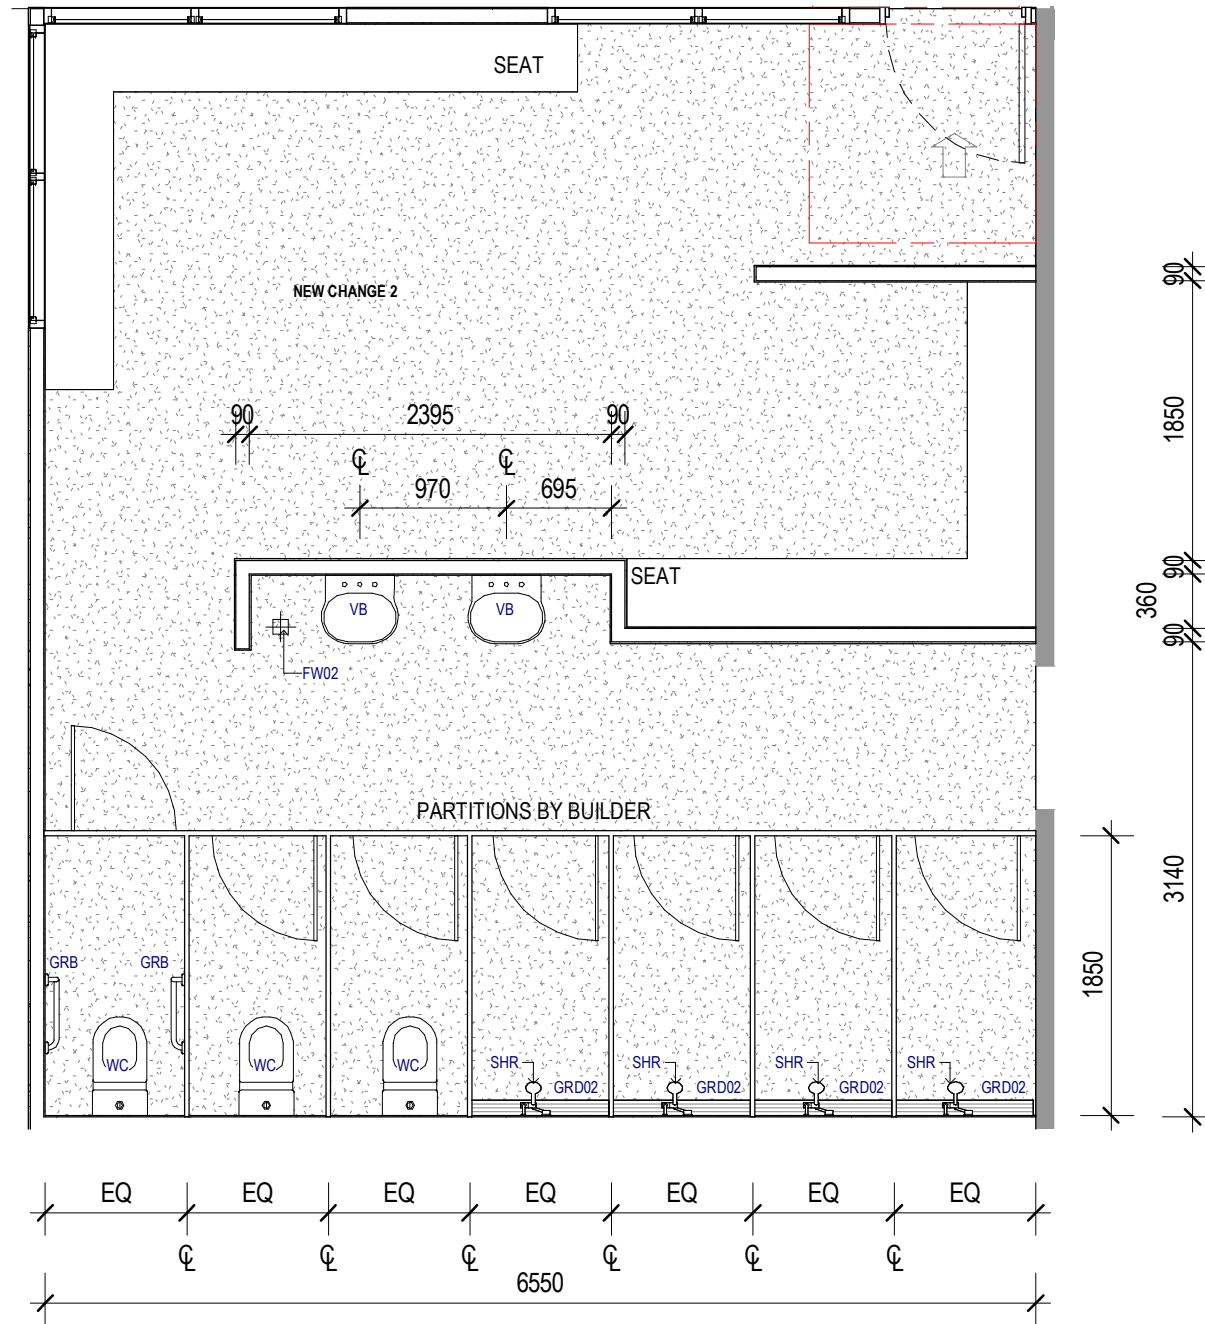 SEAT
90
NEW CHANGE 2
90 2395 90
1850
℄ ℄
970 695
90
SEAT
360
VB VB
90
FW02
PARTITIONS BY BUILDER
3140
GRB GRB
1850
WC WC WC SHR SHR SHR SHR
GRD02 GRD02 GRD02 GRD02
EQ EQ EQ EQ EQ EQ EQ
℄ ℄ ℄ ℄ ℄ ℄
6550